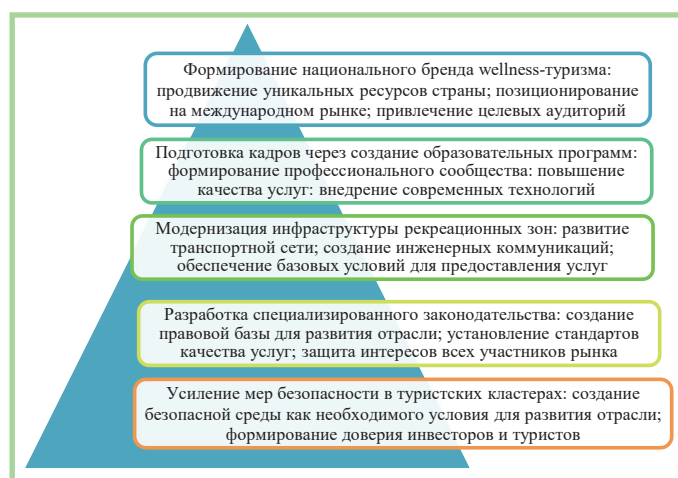 Формирование национального бренда wellness-туризма:
продвижение уникальных ресурсов страны; позиционирование
на международном рынке; привлечение целевых аудиторий
Подготовка кадров через создание образовательных программ:
формирование профессионального сообщества: повышение
качества услуг: внедрение современных технологий
Модернизация инфраструктуры рекреационных зон: развитие
транспортной сети; создание инженерных коммуникаций;
обеспечение базовых условий для предоставления услуг
Разработка специализированного законодательства: создание
правовой базы для развития отрасли; установление стандартов
качества услуг; защита интересов всех участников рынка
Усиление мер безопасности в туристских кластерах: создание
безопасной среды как необходимого условия для развития отрасли;
формирование доверия инвесторов и туристов